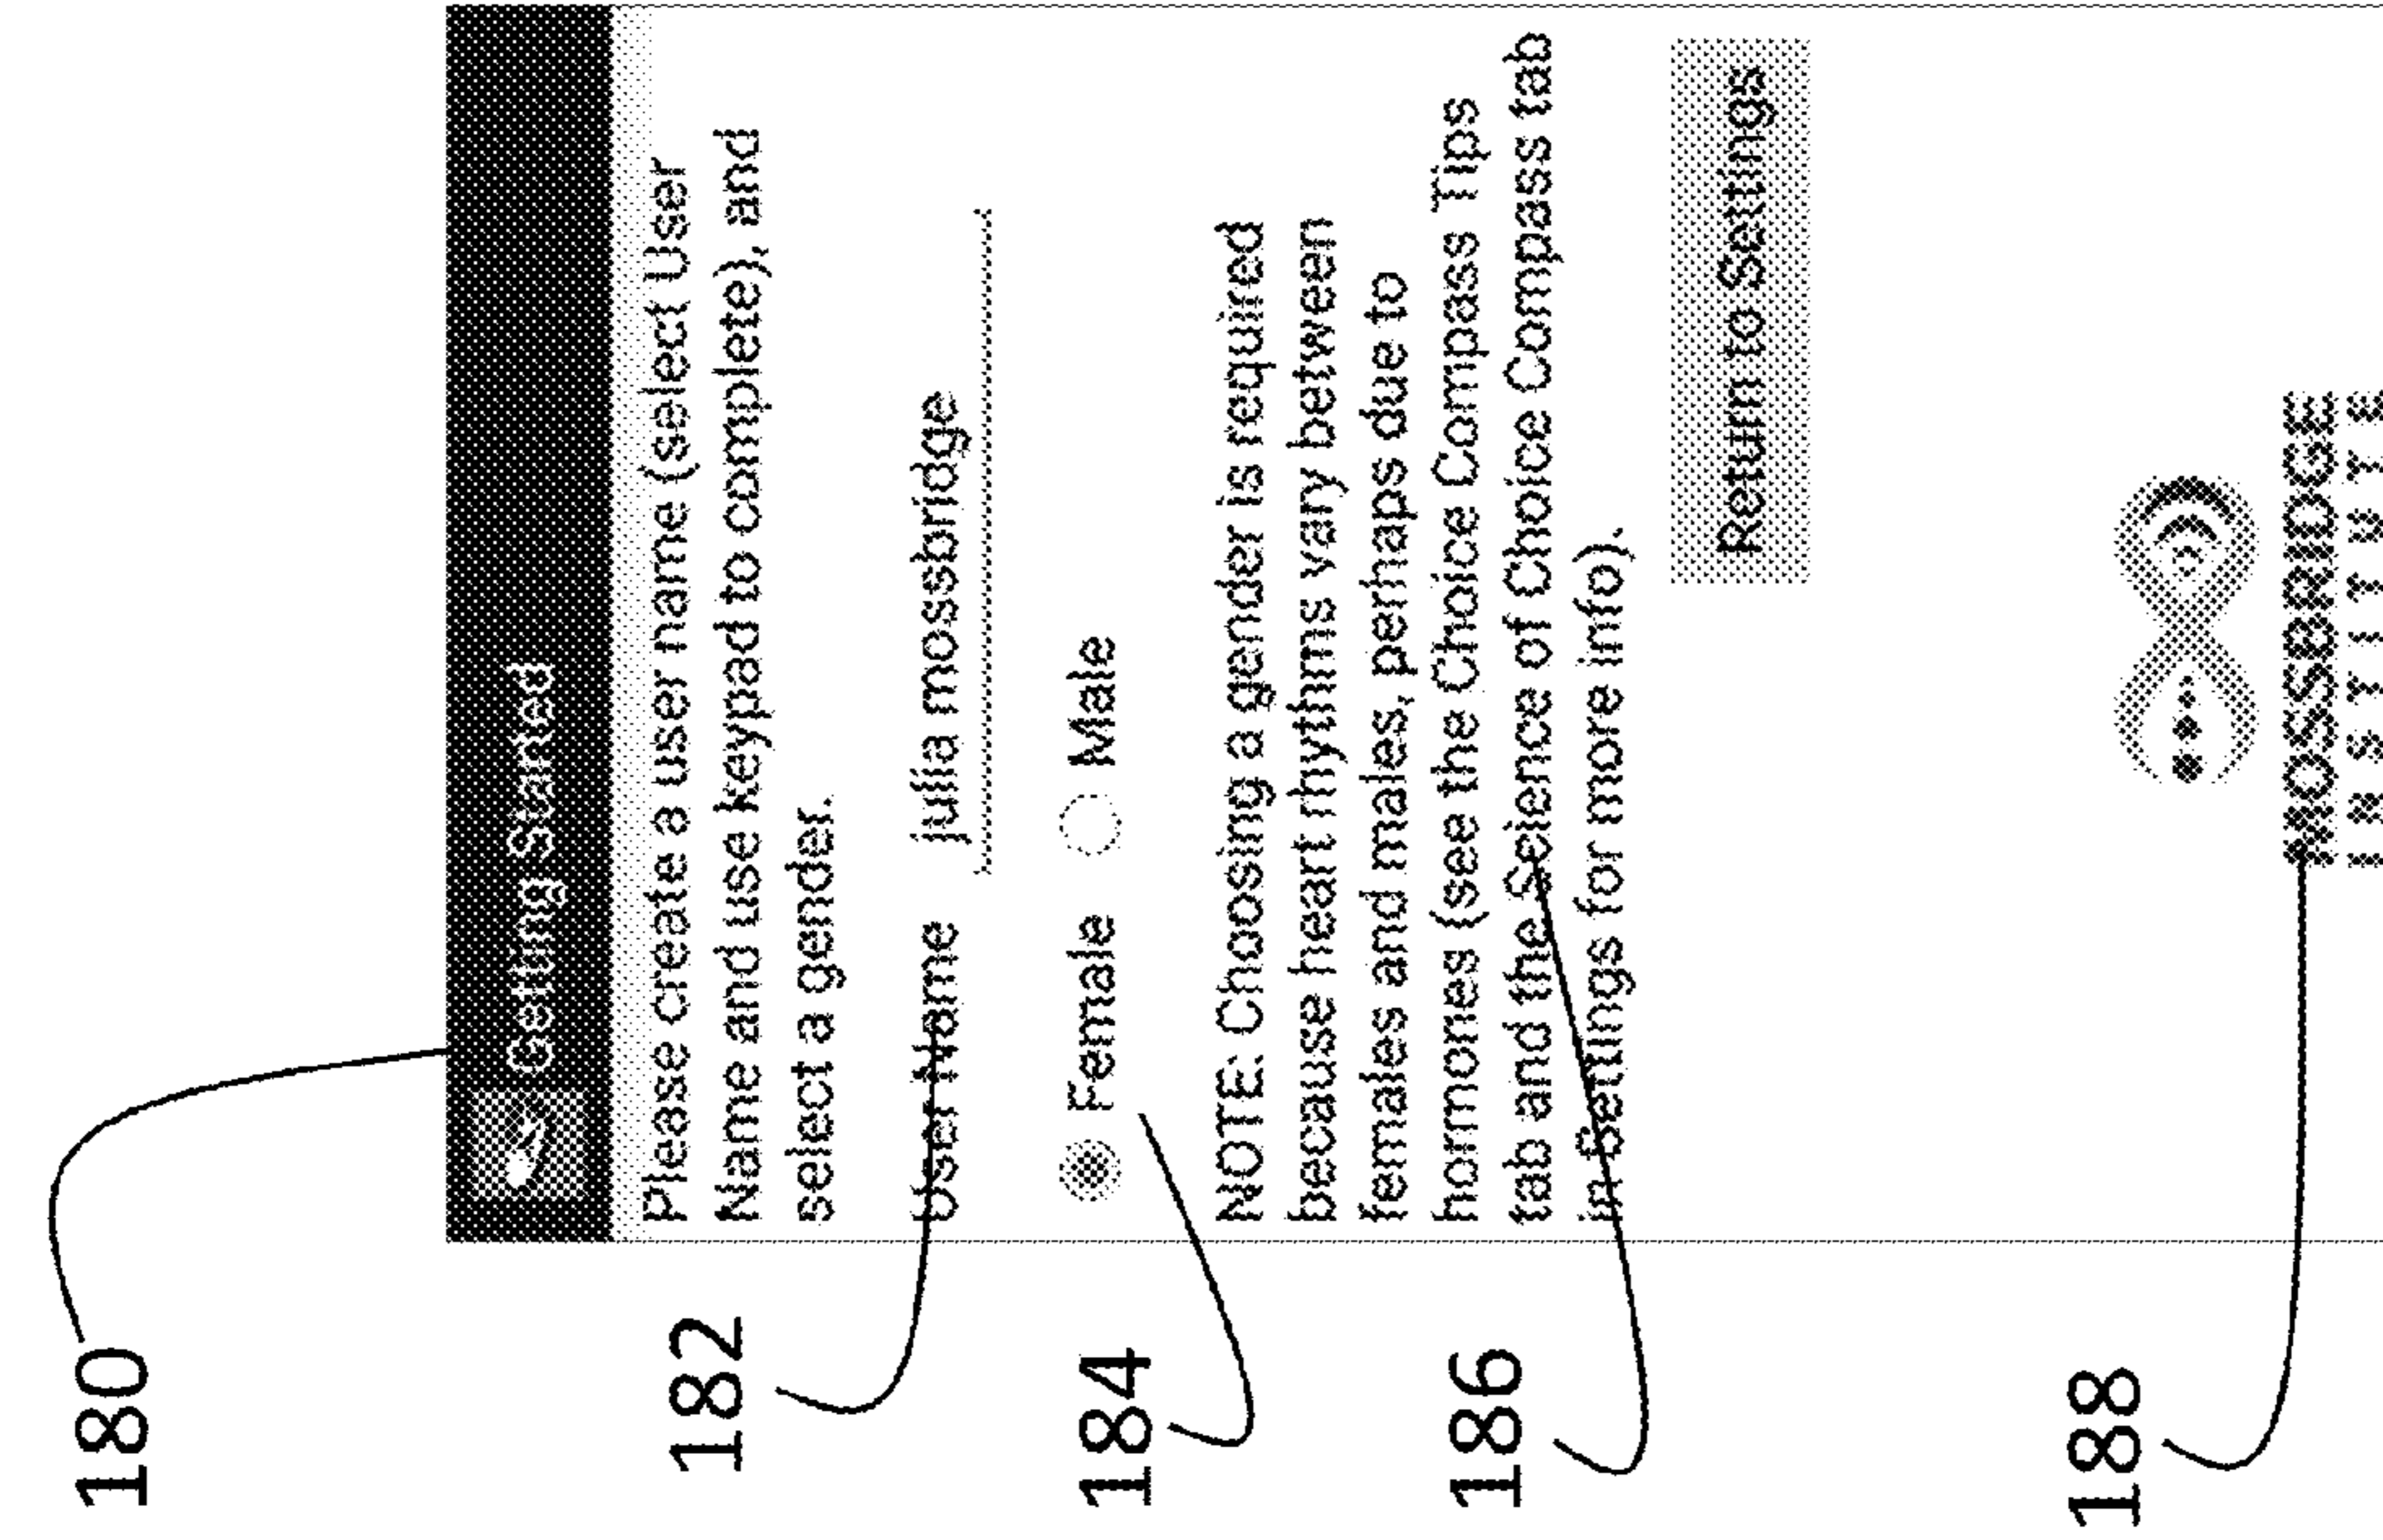 180
Getting Started
Please create a user name (select User
Name and use keypad to complete), and
select a gender.
182
User Name julia mossbridge
184
Female Male
NOTE: Choosing a gender is required
because heart rhythms vary between
females and males, perhaps due to
hormones (see the Choice Compass Tips
186
tab and the Science of Choice Compass tab
in Settings for more info).
Return to Settings
188
MOSSBRIDGE
INSTITUTE